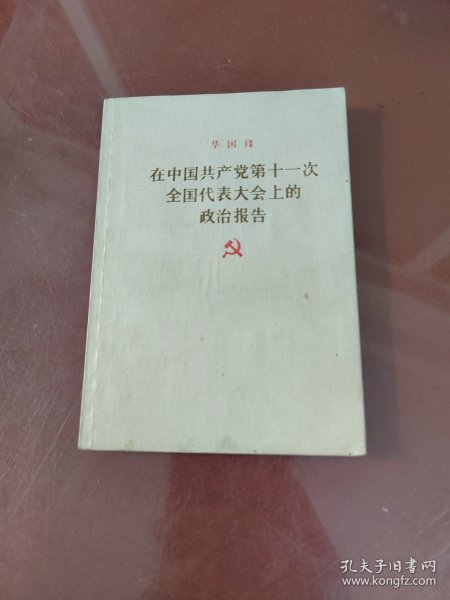 华国锋
在中国共产党第十一次
全国代表大会上的
政治报告
孔夫子旧书网
www.kongfz.com